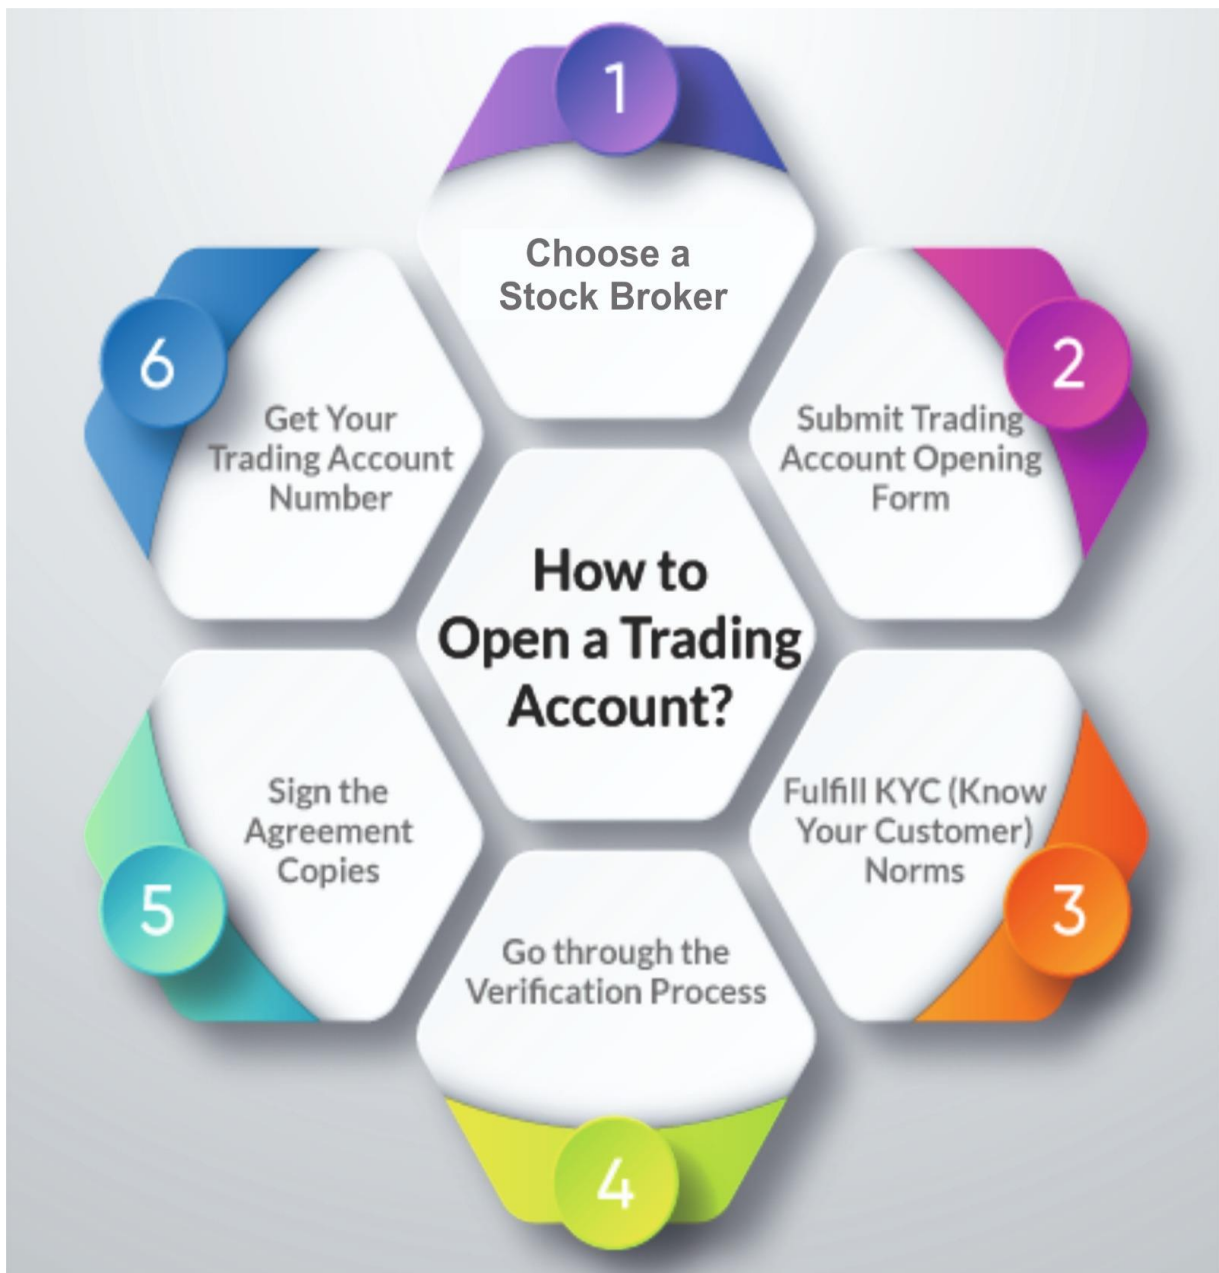 1
Choose a
Stock Broker
2
Submit Trading
Account Opening
Form
3
Fulfill KYC (Know
Your Customer)
Norms
4
Go through the
Verification Process
5
Sign the
Agreement
Copies
6
Get Your
Trading Account
Number
How to
Open a Trading
Account?